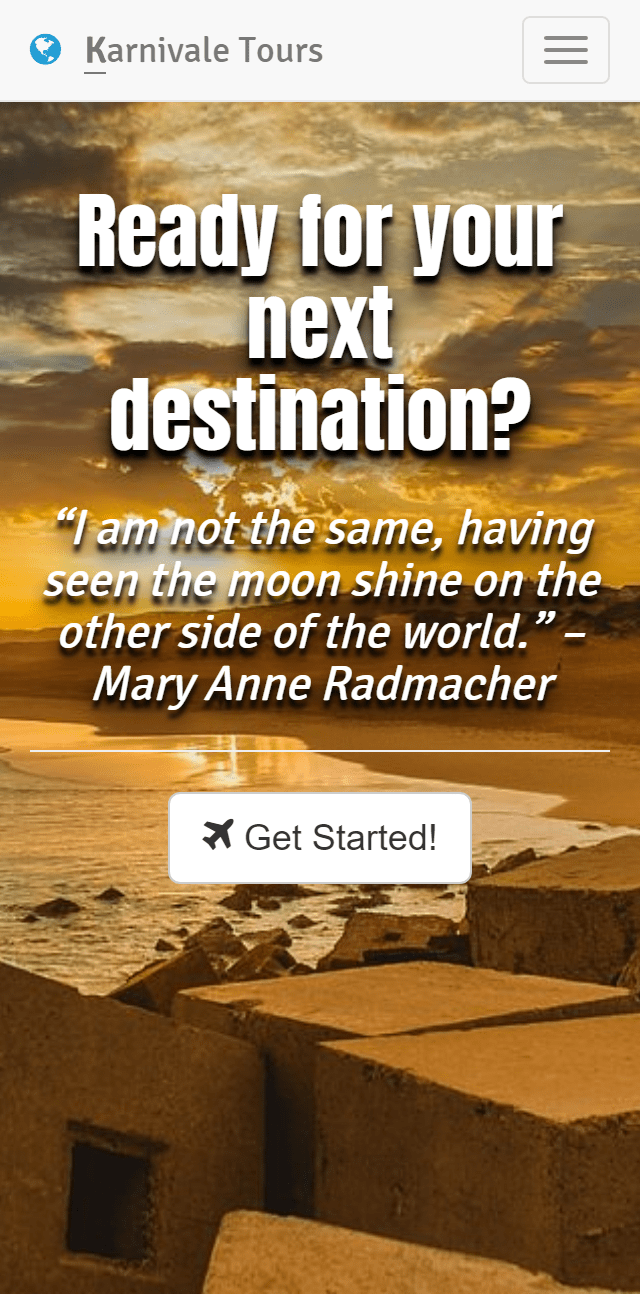 Karnivale Tours
Ready for your
next
destination?
“I am not the same, having
seen the moon shine on the
other side of the world.” –
Mary Anne Radmacher
Get Started!